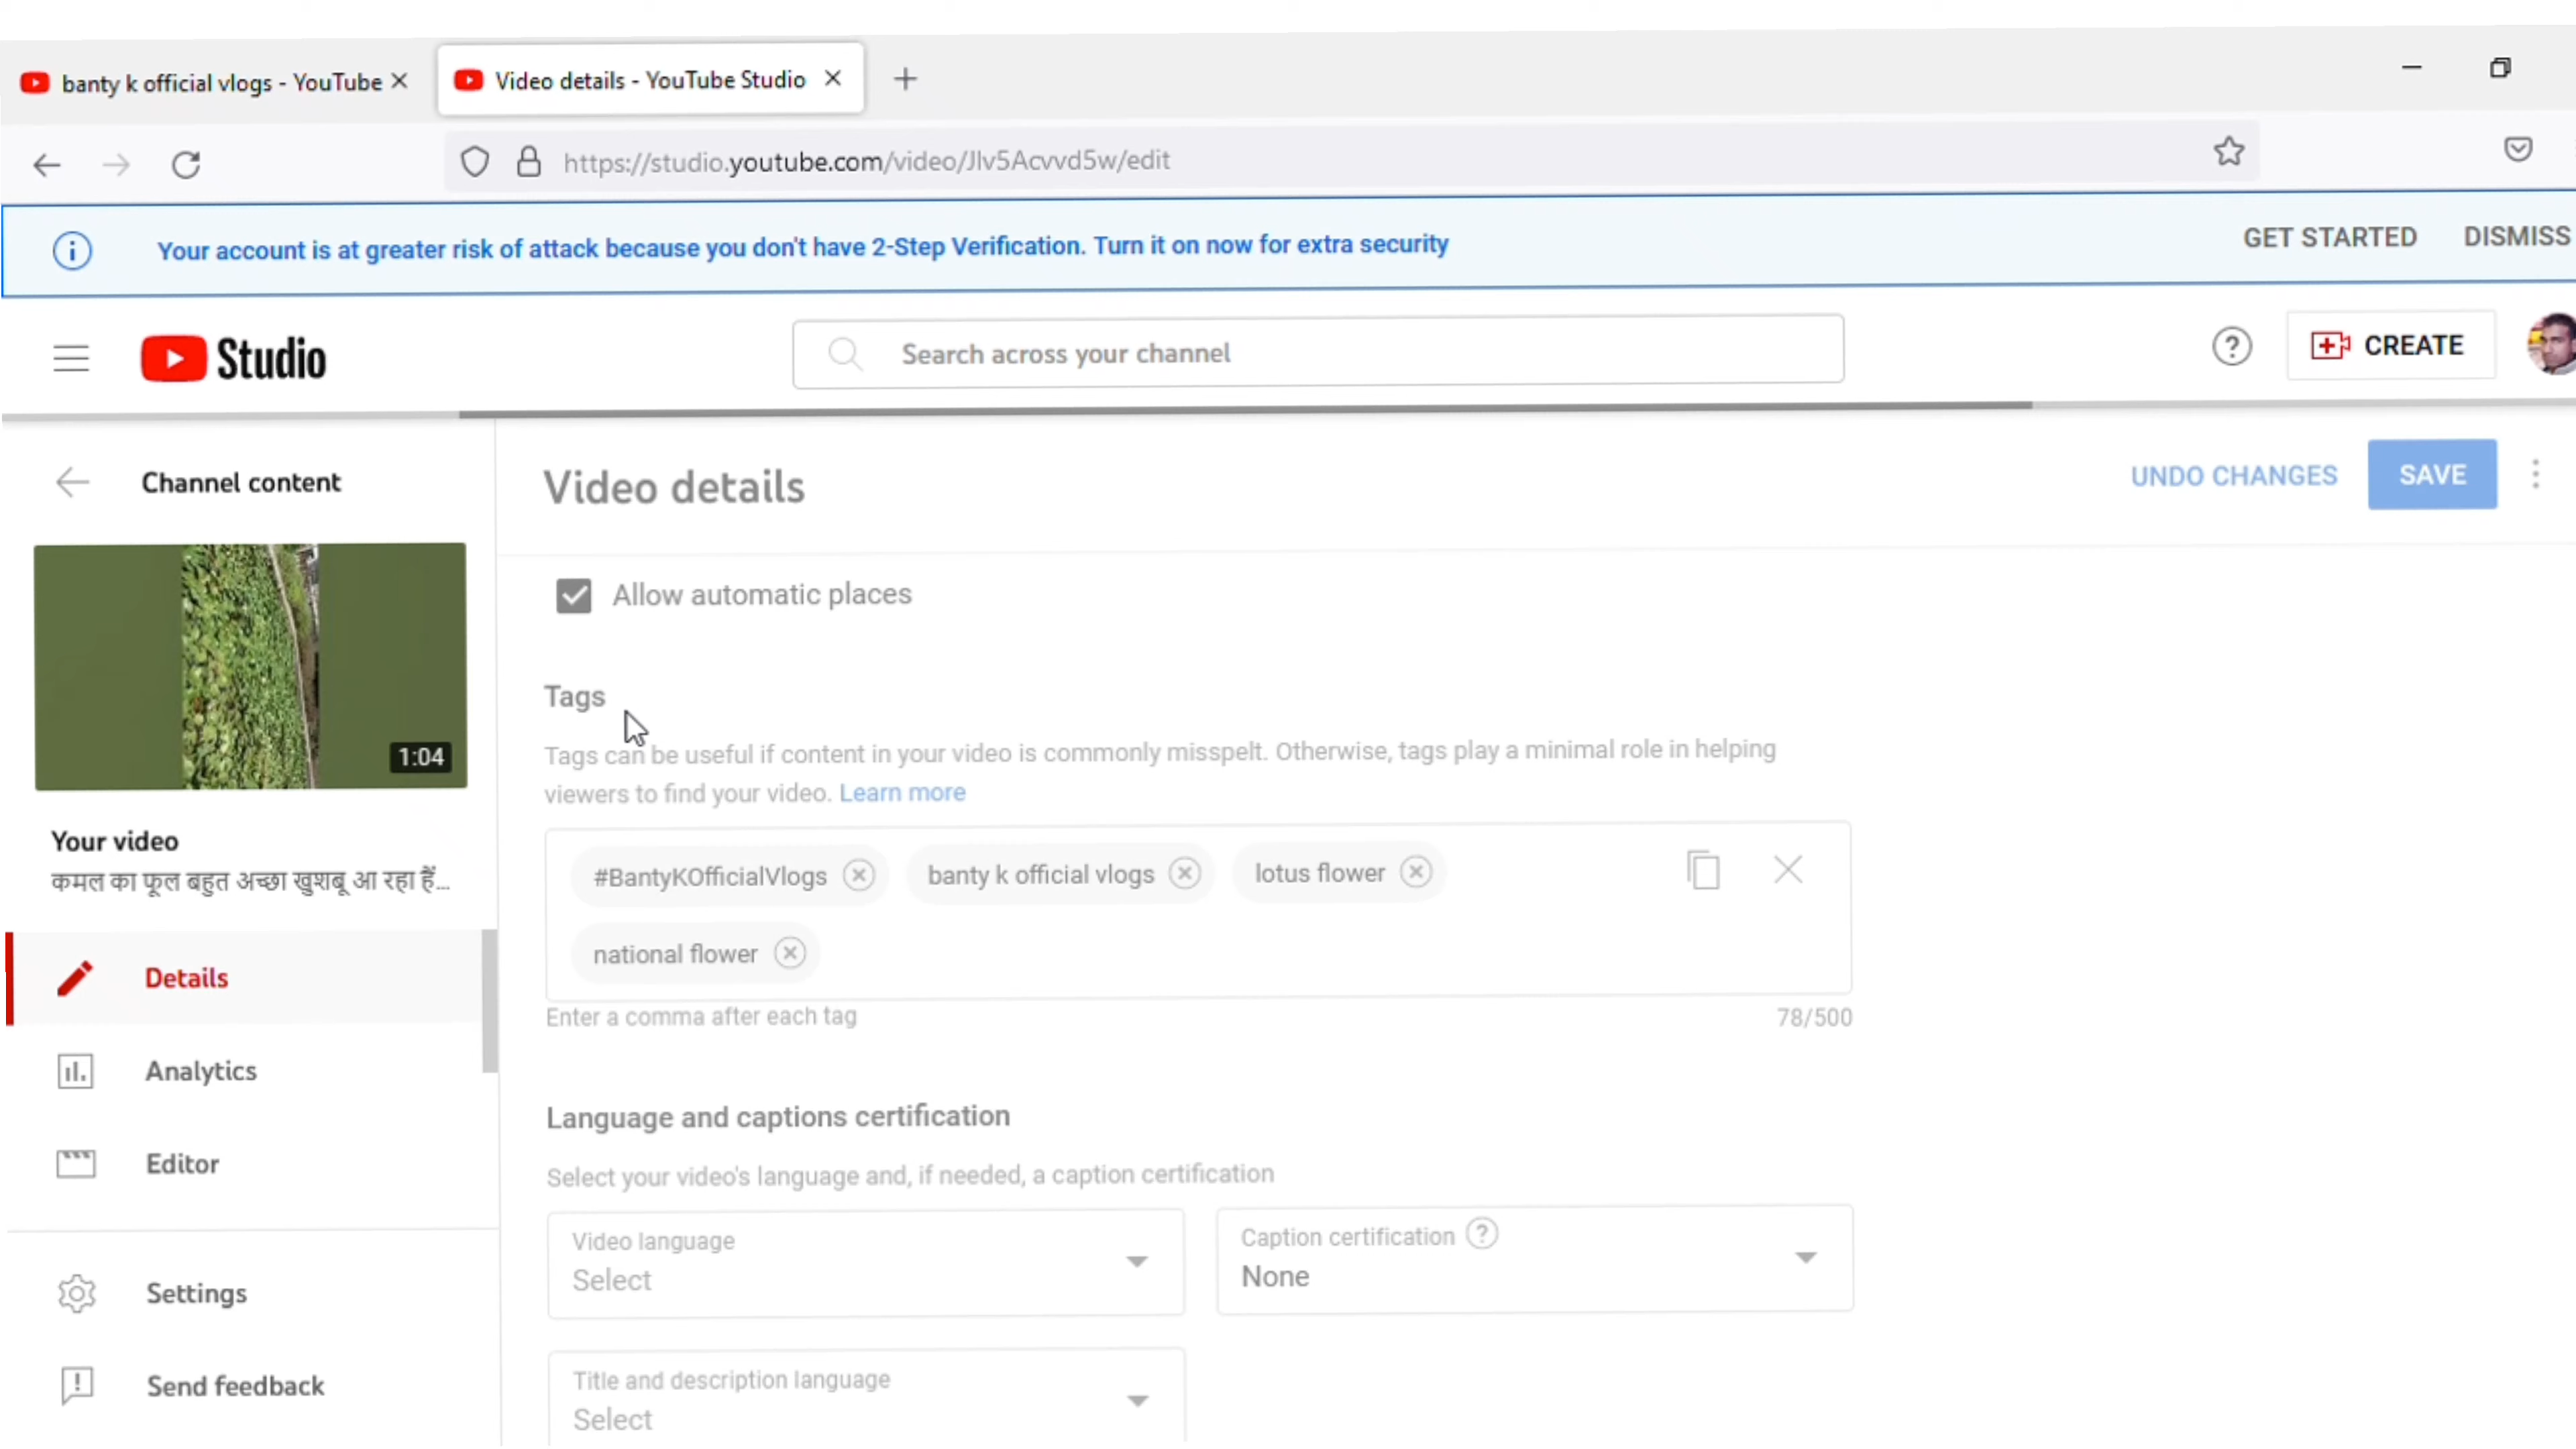 banty k official vlogs - YouTube
Video details - YouTube Studio
https://studio.youtube.com/video/Jlv5Acvvd5w/edit
Your account is at greater risk of attack because you don't have 2-Step Verification. Turn it on now for extra security
GET STARTED
DISMISS
Studio
Search across your channel
CREATE
Channel content
Video details
UNDO CHANGES
SAVE
Allow automatic places
1:04
Tags
Tags can be useful if content in your video is commonly misspelt. Otherwise, tags play a minimal role in helping
viewers to find your video. Learn more
Your video
कमल का फूल बहुत अच्छा खुशबू आ रहा हैं...
#BantyKOfficialVlogs
banty k official vlogs
lotus flower
national flower
Enter a comma after each tag
78/500
Details
Analytics
Editor
Settings
Send feedback
Language and captions certification
Select your video's language and, if needed, a caption certification
Video language
Select
Caption certification
None
Title and description language
Select